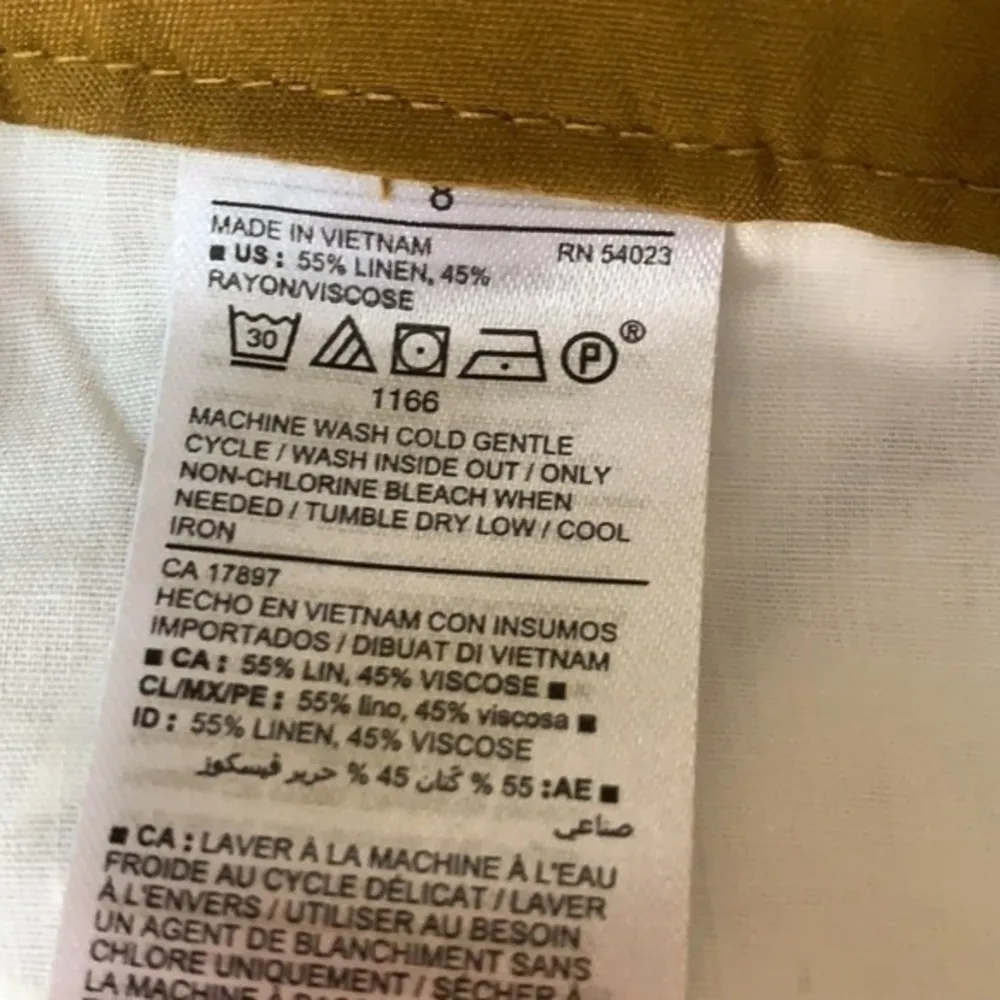 8
MADE IN VIETNAM RN 54023
■ US : 55% LINEN, 45%
RAYON/VISCOSE
30 P ®
1166
MACHINE WASH COLD GENTLE
CYCLE / WASH INSIDE OUT / ONLY
NON-CHLORINE BLEACH WHEN
NEEDED / TUMBLE DRY LOW / COOL
IRON
CA 17897
HECHO EN VIETNAM CON INSUMOS
IMPORTADOS / DIBUAT DI VIETNAM
■ CA : 55% LIN, 45% VISCOSE ■
CL/MX/PE : 55% lino, 45% viscosa ■
ID : 55% LINEN, 45% VISCOSE
■ AE: 55 % كتان 45 % حرير فيسكوز
صناعي
■ CA : LAVER À LA MACHINE À L'EAU
FROIDE AU CYCLE DÉLICAT / LAVER
À L'ENVERS / UTILISER AU BESOIN
UN AGENT DE BLANCHIMENT SANS
CHLORE UNIQUEMENT / SÉCHER À
LA MACHINE À